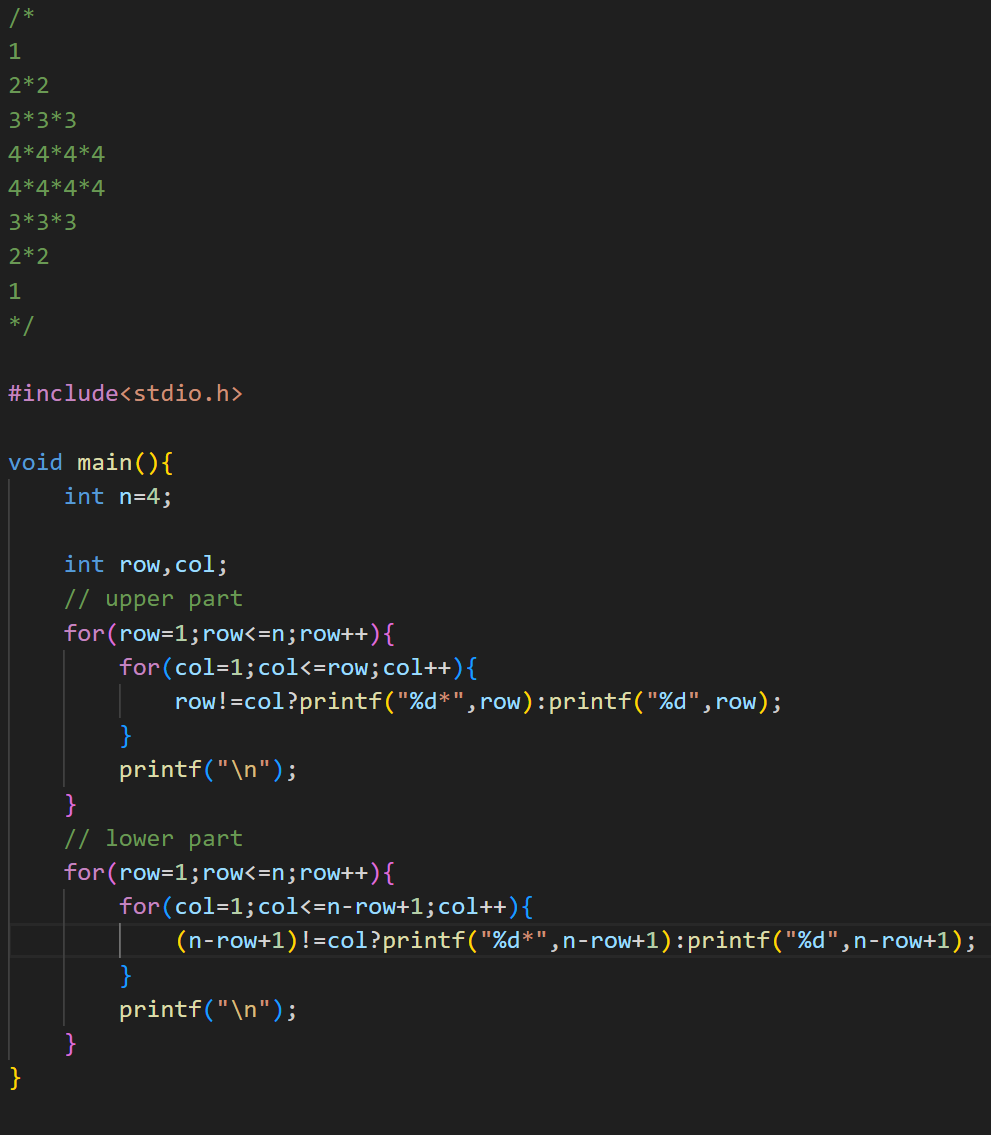 /*
1
2*2
3*3*3
4*4*4*4
4*4*4*4
3*3*3
2*2
1
*/

#include<stdio.h>

void main(){
    int n=4;

    int row,col;
    // upper part
    for(row=1;row<=n;row++){
        for(col=1;col<=row;col++){
            row!=col?printf("%d*",row):printf("%d",row);
        }
        printf("\n");
    }
    // lower part
    for(row=1;row<=n;row++){
        for(col=1;col<=n-row+1;col++){
            (n-row+1)!=col?printf("%d*",n-row+1):printf("%d",n-row+1);
        }
        printf("\n");
    }
}